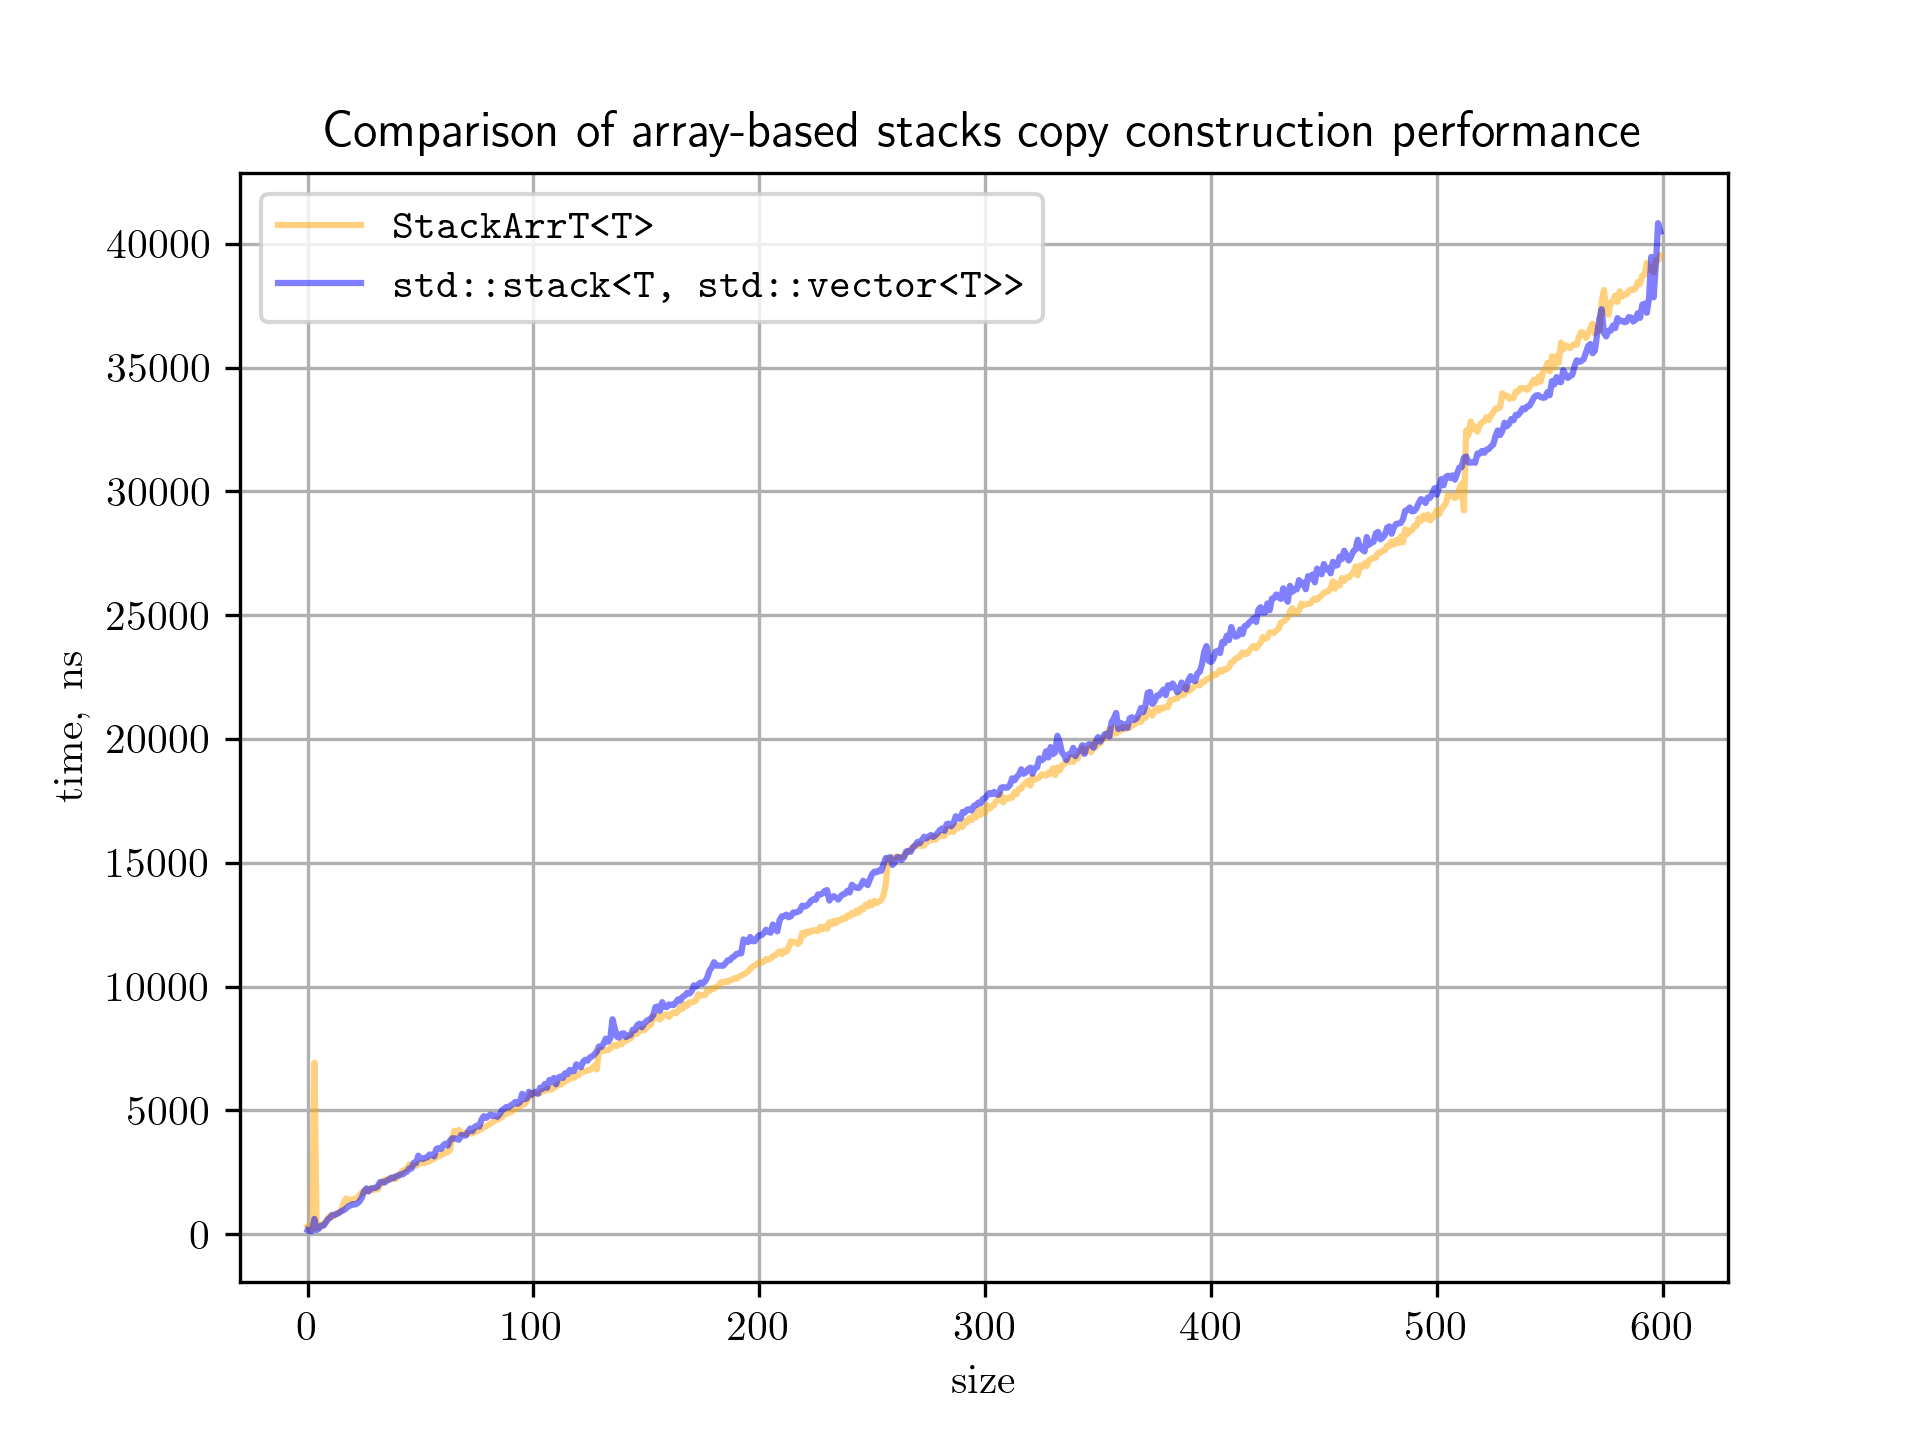 Comparison of array-based stacks copy construction performance
StackArrT<T>
std::stack<T, std::vector<T>>
40000
35000
30000
25000
20000
15000
10000
5000
0
time, ns
0 100 200 300 400 500 600
size